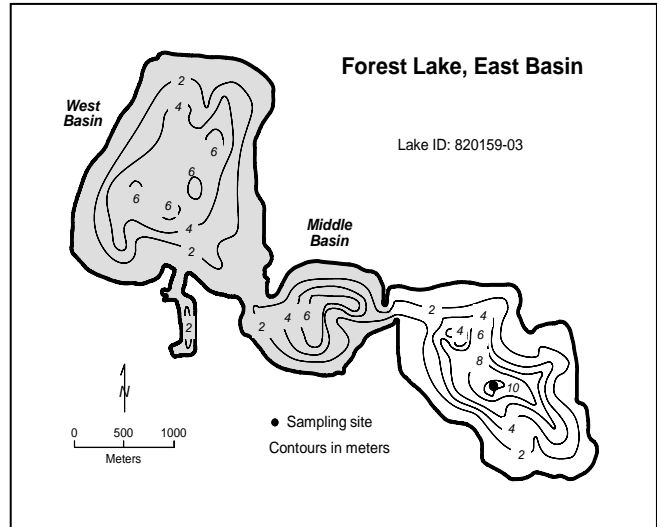 Forest Lake, East Basin
Lake ID: 820159-03
West
Basin
2
4
6
6
6
6
4
2
2
Middle
Basin
2
4
6
2
4
4
6
8
10
4
2
N
Sampling site
Contours in meters
0
500
1000
Meters